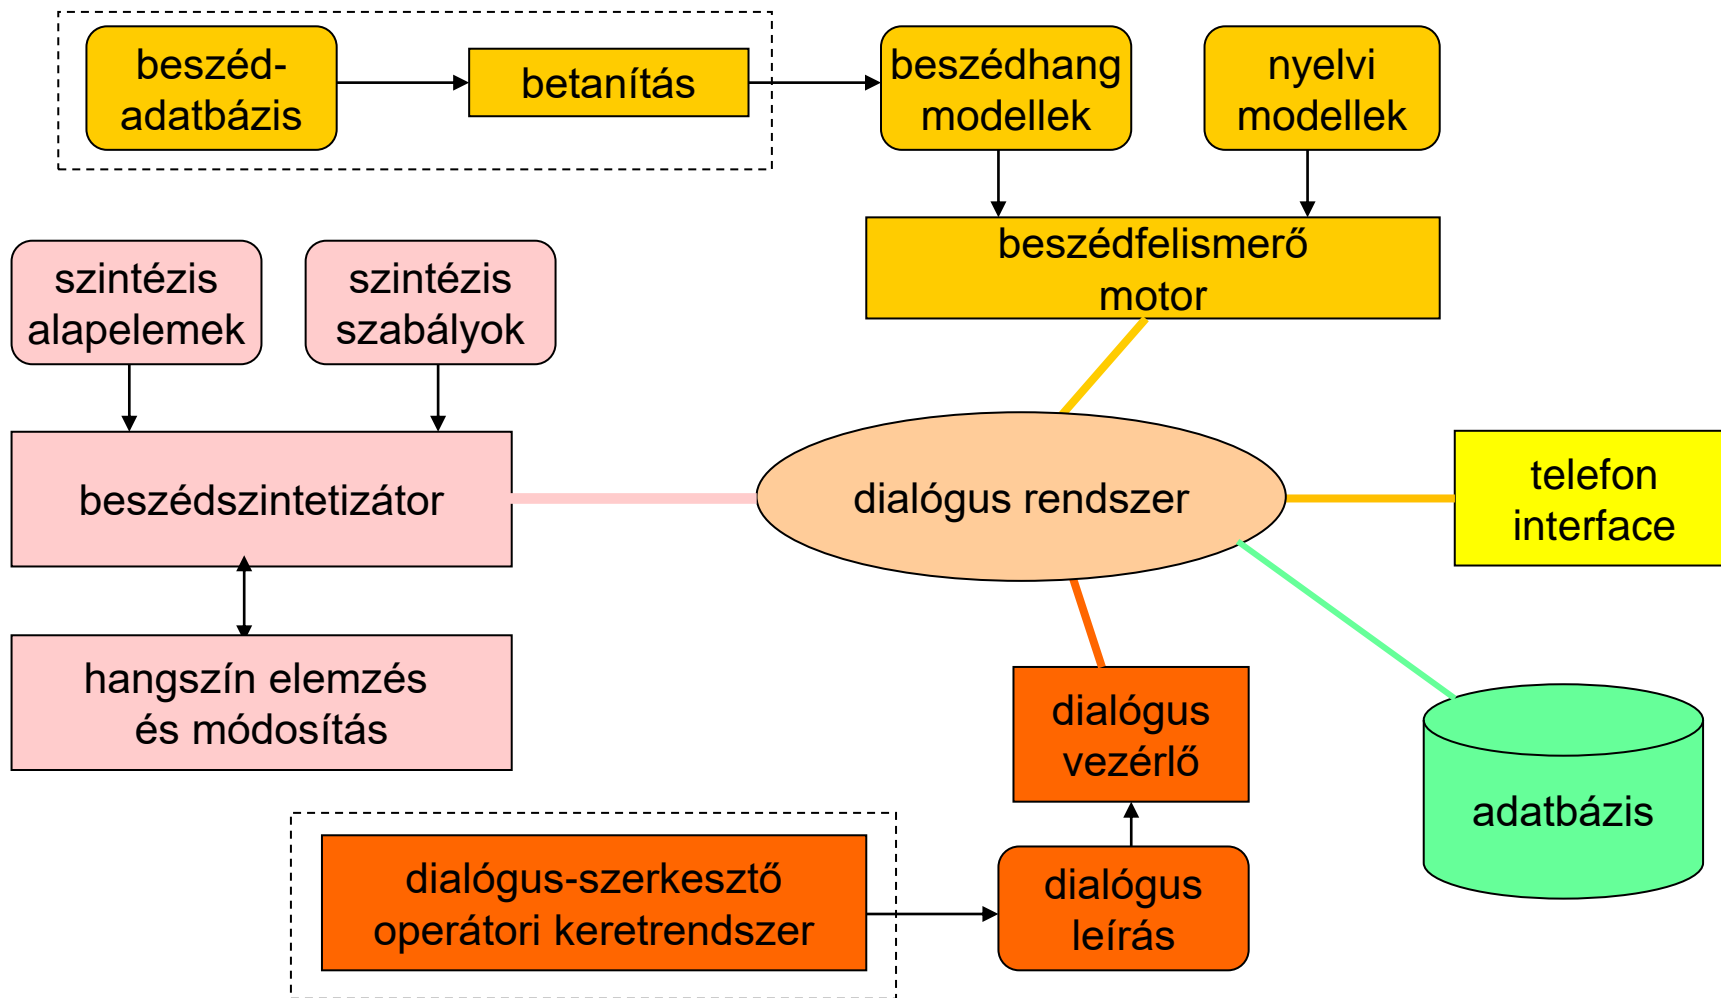 beszéd-
adatbázis
betanítás
beszédhang
modellek
nyelvi
modellek
beszédfelismerő
motor
szintézis
alapelemek
szintézis
szabályok
beszédszintetizátor
dialógus rendszer
telefon
interface
hangszín elemzés
és módosítás
dialógus
vezérlő
adatbázis
dialógus-szerkesztő
operátori keretrendszer
dialógus
leírás